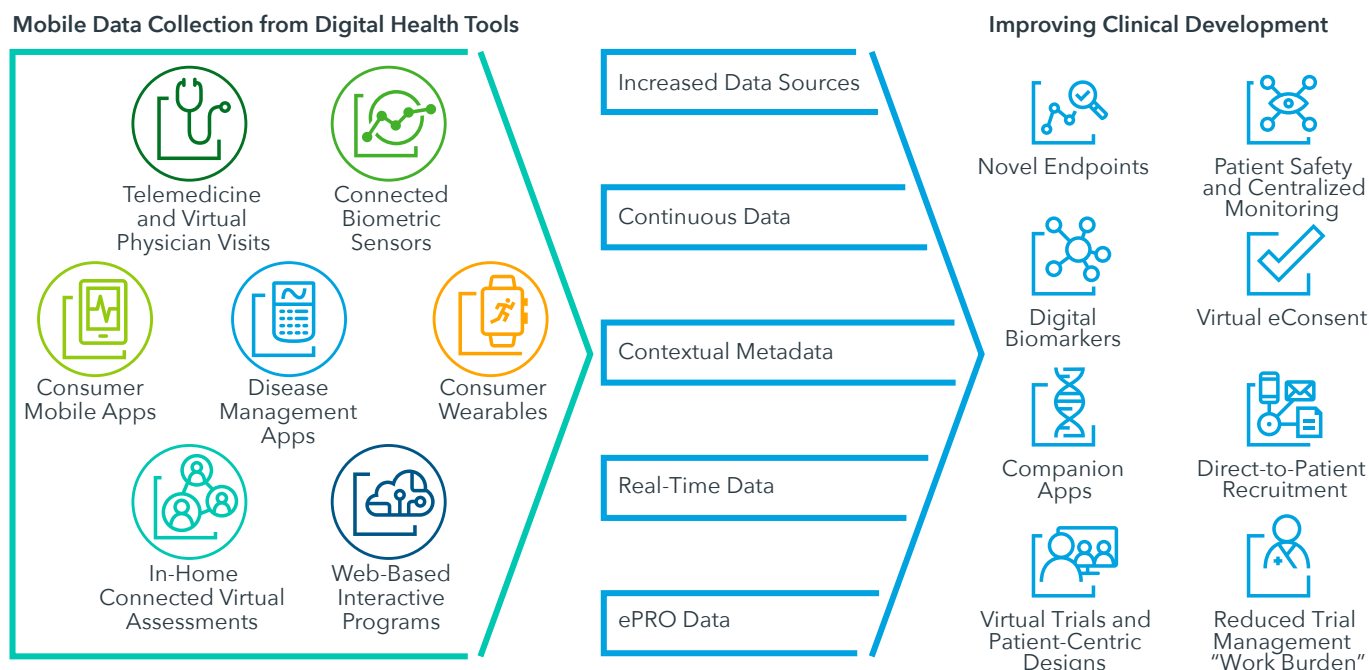 Mobile Data Collection from Digital Health Tools
Telemedicine
and Virtual
Physician Visits
Connected
Biometric
Sensors
Consumer
Mobile Apps
Disease
Management
Apps
Consumer
Wearables
In-Home
Connected Virtual
Assessments
Web-Based
Interactive
Programs
Increased Data Sources
Continuous Data
Contextual Metadata
Real-Time Data
ePRO Data
Improving Clinical Development
Novel Endpoints
Patient Safety
and Centralized
Monitoring
Digital
Biomarkers
Virtual eConsent
Companion
Apps
Direct-to-Patient
Recruitment
Virtual Trials and
Patient-Centric
Designs
Reduced Trial
Management
“Work Burden”